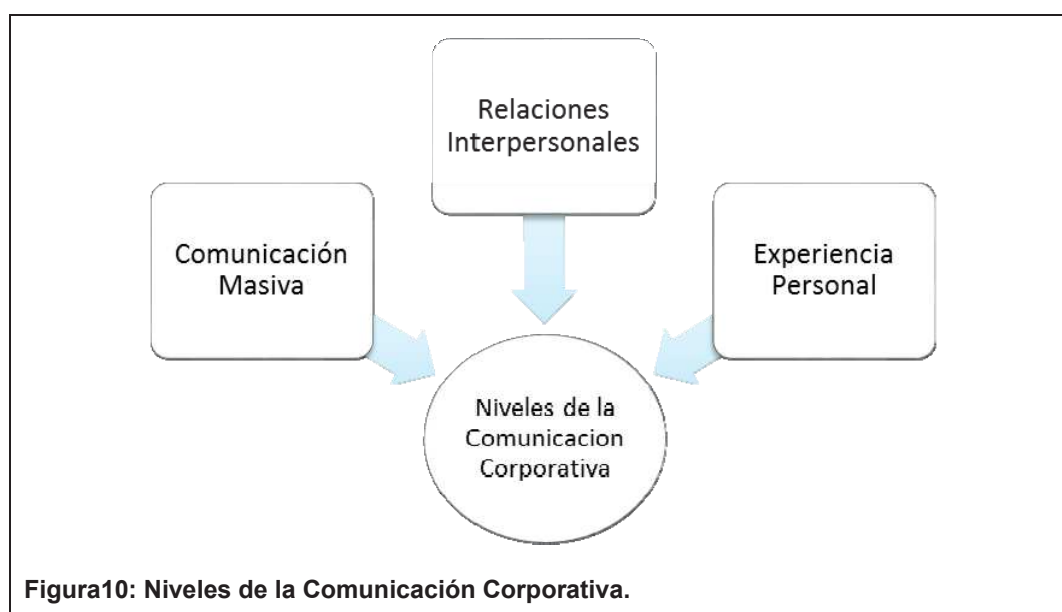 Relaciones
Interpersonales
Comunicación
Masiva
Experiencia
Personal
Niveles de la
Comunicacion
Corporativa
Figura10: Niveles de la Comunicación Corporativa.